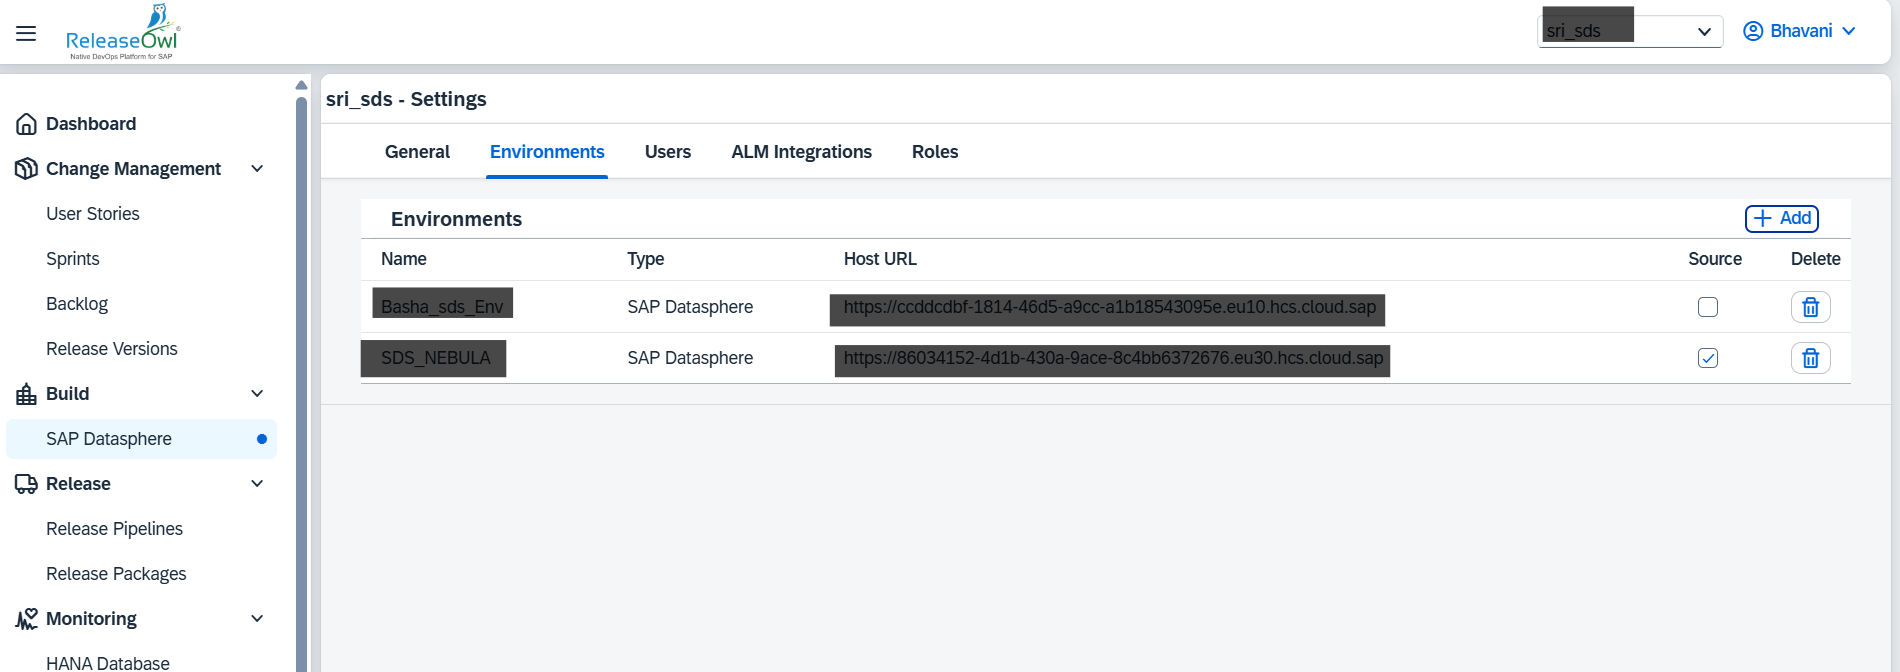 ReleaseOwl
Native DevOps Platform for SAP
sri_sds
Bhavani
Dashboard
Change Management
User Stories
Sprints
Backlog
Release Versions
Build
SAP Datasphere
Release
Release Pipelines
Release Packages
Monitoring
HANA Database
sri_sds - Settings
General Environments Users ALM Integrations Roles
Environments
Add
Name Type Host URL Source Delete
Basha_sds_Env SAP Datasphere https://ccddcdbf-1814-46d5-a9cc-a1b18543095e.eu10.hcs.cloud.sap
SDS_NEBULA SAP Datasphere https://86034152-4d1b-430a-9ace-8c4bb6372676.eu30.hcs.cloud.sap